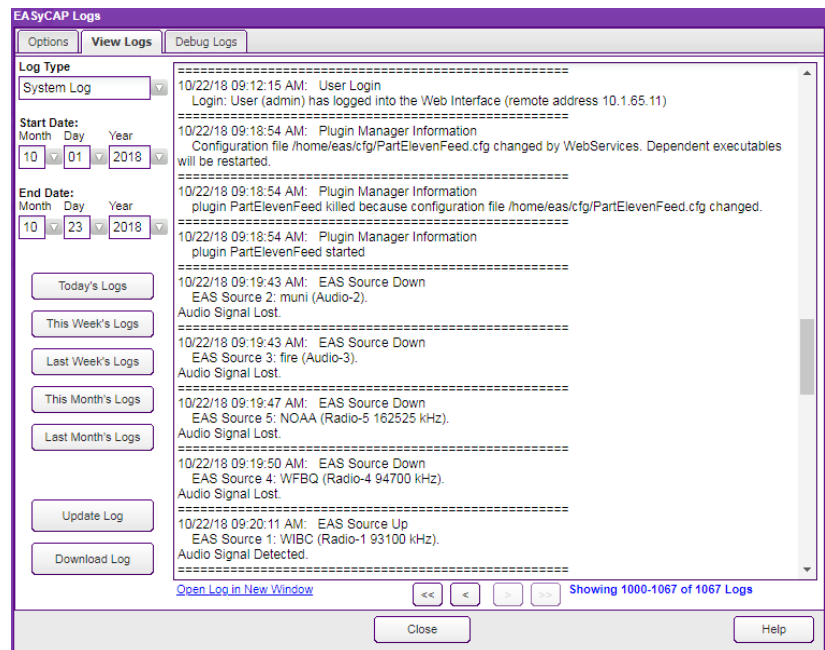 EASyCAP Logs
Options View Logs Debug Logs
Log Type
System Log
Start Date:
Month Day Year
10 01 2018
End Date:
Month Day Year
10 23 2018
Today's Logs
This Week's Logs
Last Week's Logs
This Month's Logs
Last Month's Logs
Update Log
Download Log
====================================================
10/22/18 09:12:15 AM: User Login
Login: User (admin) has logged into the Web Interface (remote address 10.1.65.11)
====================================================
10/22/18 09:18:54 AM: Plugin Manager Information
Configuration file /home/eas/cfg/PartElevenFeed.cfg changed by WebServices. Dependent executables
will be restarted.
====================================================
10/22/18 09:18:54 AM: Plugin Manager Information
plugin PartElevenFeed killed because configuration file /home/eas/cfg/PartElevenFeed.cfg changed.
====================================================
10/22/18 09:18:54 AM: Plugin Manager Information
plugin PartElevenFeed started
====================================================
10/22/18 09:19:43 AM: EAS Source Down
EAS Source 2: muni (Audio-2).
Audio Signal Lost.
====================================================
10/22/18 09:19:43 AM: EAS Source Down
EAS Source 3: fire (Audio-3).
Audio Signal Lost.
====================================================
10/22/18 09:19:47 AM: EAS Source Down
EAS Source 5: NOAA (Radio-5 162525 kHz).
Audio Signal Lost.
====================================================
10/22/18 09:19:50 AM: EAS Source Down
EAS Source 4: WFBQ (Radio-4 94700 kHz).
Audio Signal Lost.
====================================================
10/22/18 09:20:11 AM: EAS Source Up
EAS Source 1: WIBC (Radio-1 93100 kHz).
Audio Signal Detected.
====================================================
Open Log in New Window << < > >> Showing 1000-1067 of 1067 Logs
Close Help